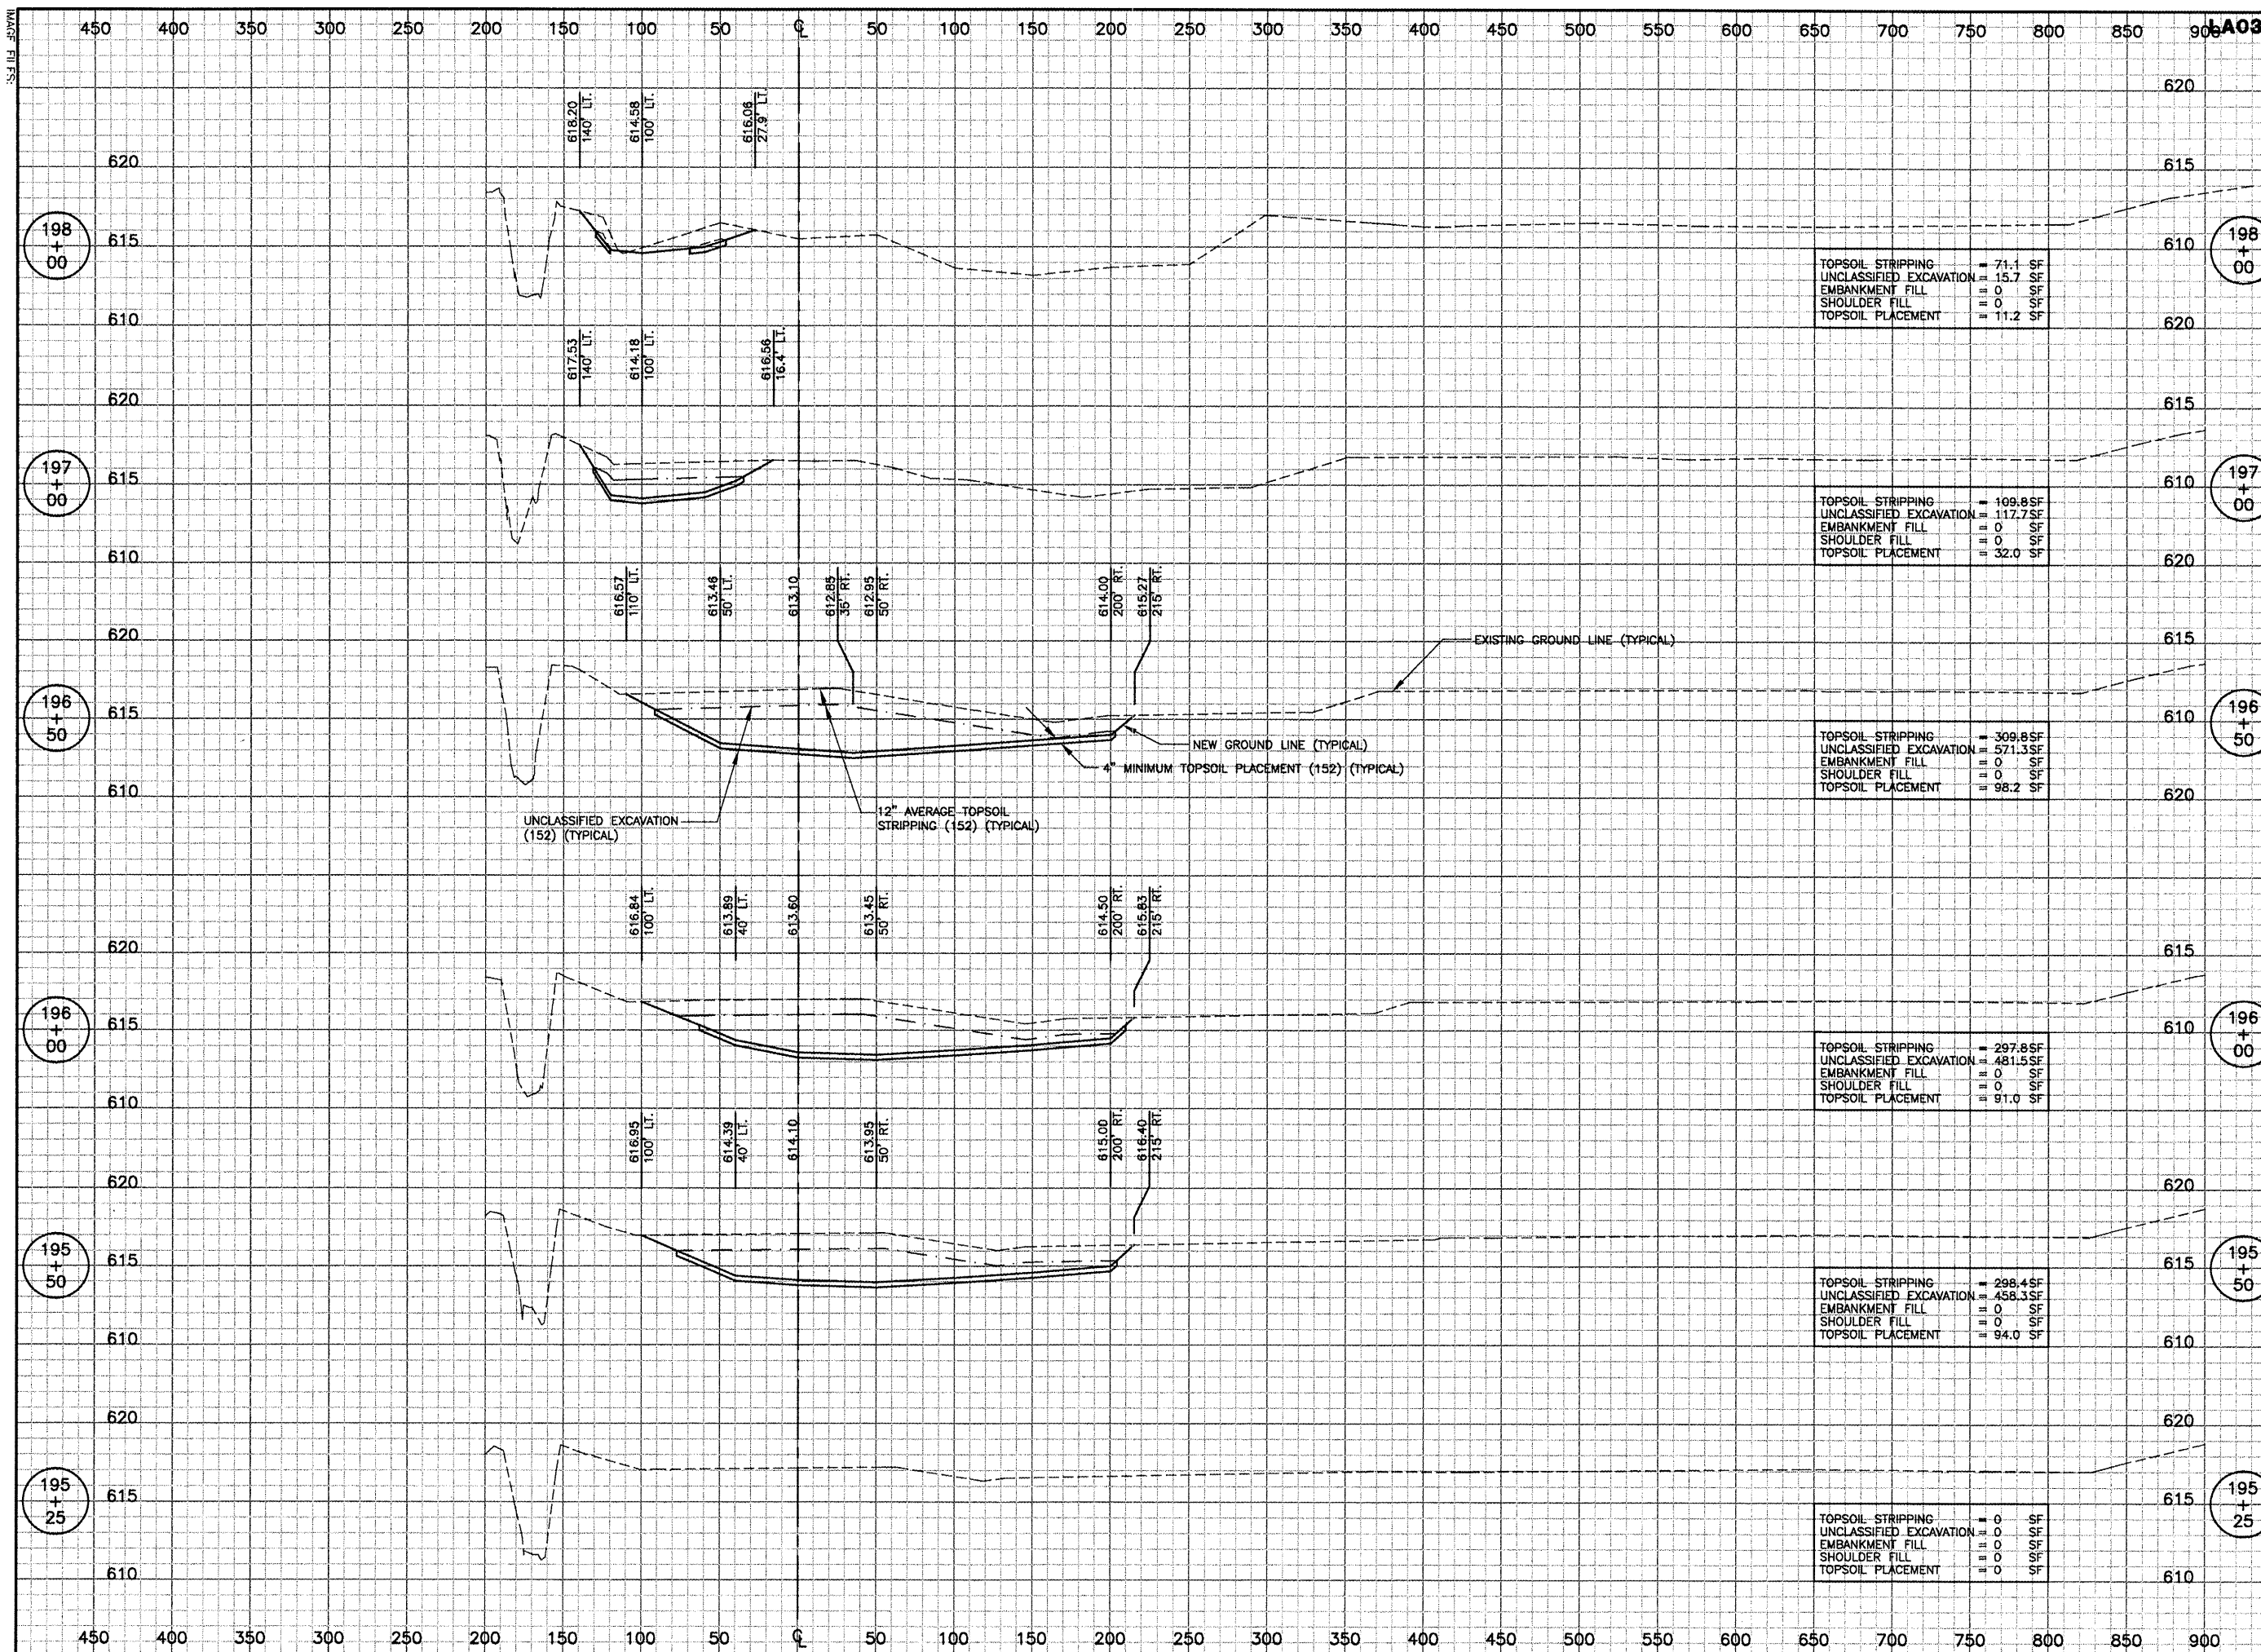 IMAGE FILES:
450 400 350 300 250 200 150 100 50 ℄ 50 100 150 200 250 300 350 400 450 500 550 600 650 700 750 800 850 900
LA03
620
618.20
140' LT.
614.58
100' LT.
616.06
27.9' LT.
620 615
198
+
00
615 610
198
+
00
TOPSOIL STRIPPING = 71.1 SF
UNCLASSIFIED EXCAVATION = 15.7 SF
EMBANKMENT FILL = 0 SF
SHOULDER FILL = 0 SF
TOPSOIL PLACEMENT = 11.2 SF
610 620
617.53
140' LT.
614.18
100' LT.
616.56
16.4' LT.
620 615
197
+
00
615 610
197
+
00
TOPSOIL STRIPPING = 109.8 SF
UNCLASSIFIED EXCAVATION = 117.7 SF
EMBANKMENT FILL = 0 SF
SHOULDER FILL = 0 SF
TOPSOIL PLACEMENT = 32.0 SF
610 620
616.57
110' LT.
613.46
50' LT.
613.10
612.85
35' RT.
612.95
50' RT.
614.00
200' RT.
615.27
215' RT.
620 615
EXISTING GROUND LINE (TYPICAL)
196
+
50
615 610
196
+
50
NEW GROUND LINE (TYPICAL)
4" MINIMUM TOPSOIL PLACEMENT (152) (TYPICAL)
TOPSOIL STRIPPING = 309.8 SF
UNCLASSIFIED EXCAVATION = 571.3 SF
EMBANKMENT FILL = 0 SF
SHOULDER FILL = 0 SF
TOPSOIL PLACEMENT = 98.2 SF
610 620
UNCLASSIFIED EXCAVATION
(152) (TYPICAL)
12" AVERAGE TOPSOIL
STRIPPING (152) (TYPICAL)
616.84
100' LT.
613.89
40' LT.
613.60
613.45
50' RT.
614.50
200' RT.
615.83
215' RT.
620 615
196
+
00
615 610
196
+
00
TOPSOIL STRIPPING = 297.8 SF
UNCLASSIFIED EXCAVATION = 481.5 SF
EMBANKMENT FILL = 0 SF
SHOULDER FILL = 0 SF
TOPSOIL PLACEMENT = 91.0 SF
610
616.95
100' LT.
614.39
40' LT.
614.10
613.95
50' RT.
615.00
200' RT.
616.40
215' RT.
620 620
195
+
50
615 615
195
+
50
TOPSOIL STRIPPING = 298.4 SF
UNCLASSIFIED EXCAVATION = 458.3 SF
EMBANKMENT FILL = 0 SF
SHOULDER FILL = 0 SF
TOPSOIL PLACEMENT = 94.0 SF
610 610
620 620
195
+
25
615 615
195
+
25
TOPSOIL STRIPPING = 0 SF
UNCLASSIFIED EXCAVATION = 0 SF
EMBANKMENT FILL = 0 SF
SHOULDER FILL = 0 SF
TOPSOIL PLACEMENT = 0 SF
610 610
450 400 350 300 250 200 150 100 50 ℄ 50 100 150 200 250 300 350 400 450 500 550 600 650 700 750 800 850 900